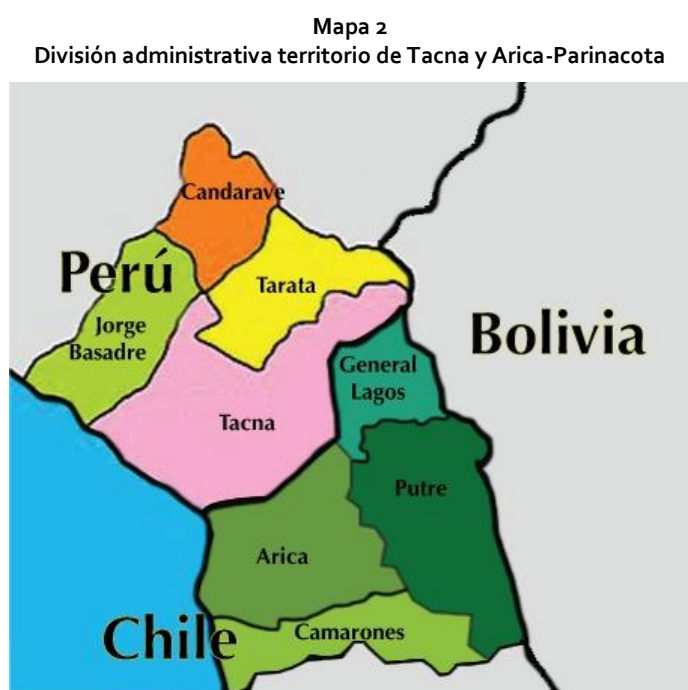 Mapa 2
División administrativa territorio de Tacna y Arica-Parinacota
Candarave
Perú
Tarata
Jorge
Basadre
Bolivia
General
Lagos
Tacna
Putre
Arica
Chile
Camarones